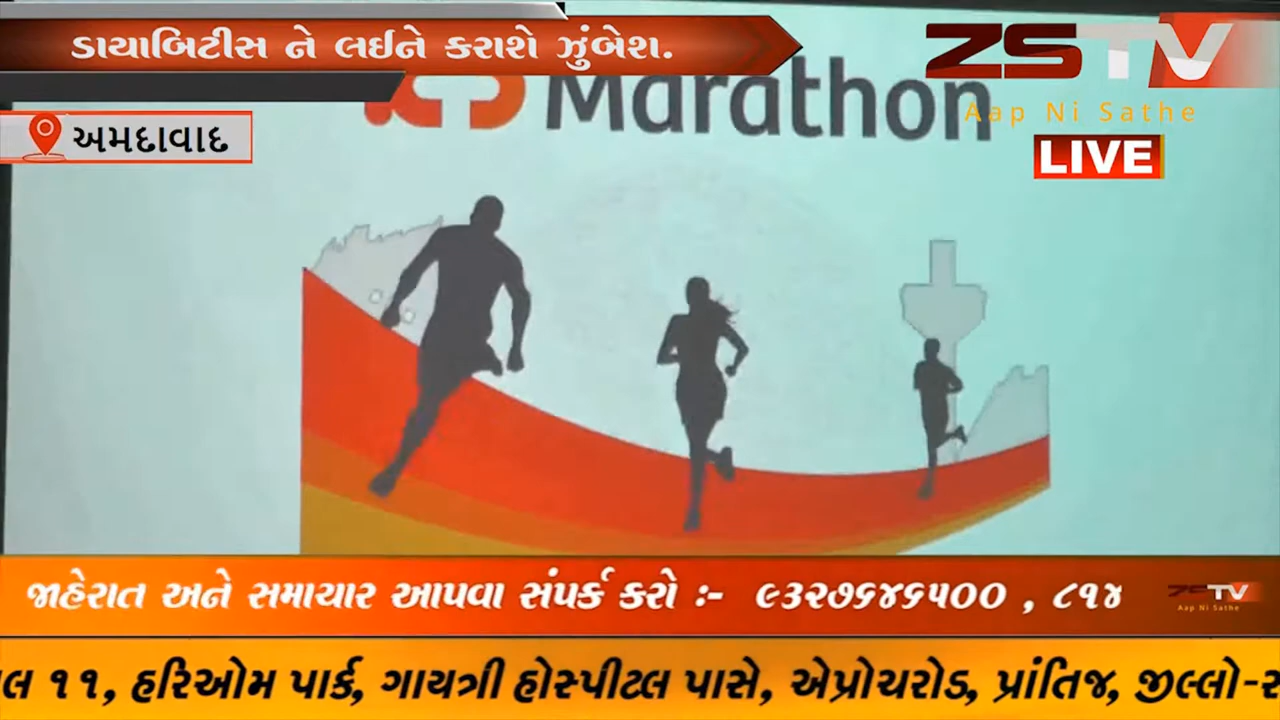 ડાયાબિટીસ ને લઈને કરાશે ઝુંબેશ.
ZSTV
Aap Ni Sathe
Marathon
LIVE
અમદાવાદ
જાહેરાત અને સમાચાર આપવા સંપર્ક કરો :- ૯૩૨૭૬૪૬૫૦૦ , ૮૧૪
ZSTV
Aap Ni Sathe
લ ૧૧, હરિઓમ પાર્ક, ગાયત્રી હોસ્પીટલ પાસે, એપ્રોચરોડ, પ્રાંતિજ, જીલ્લો-